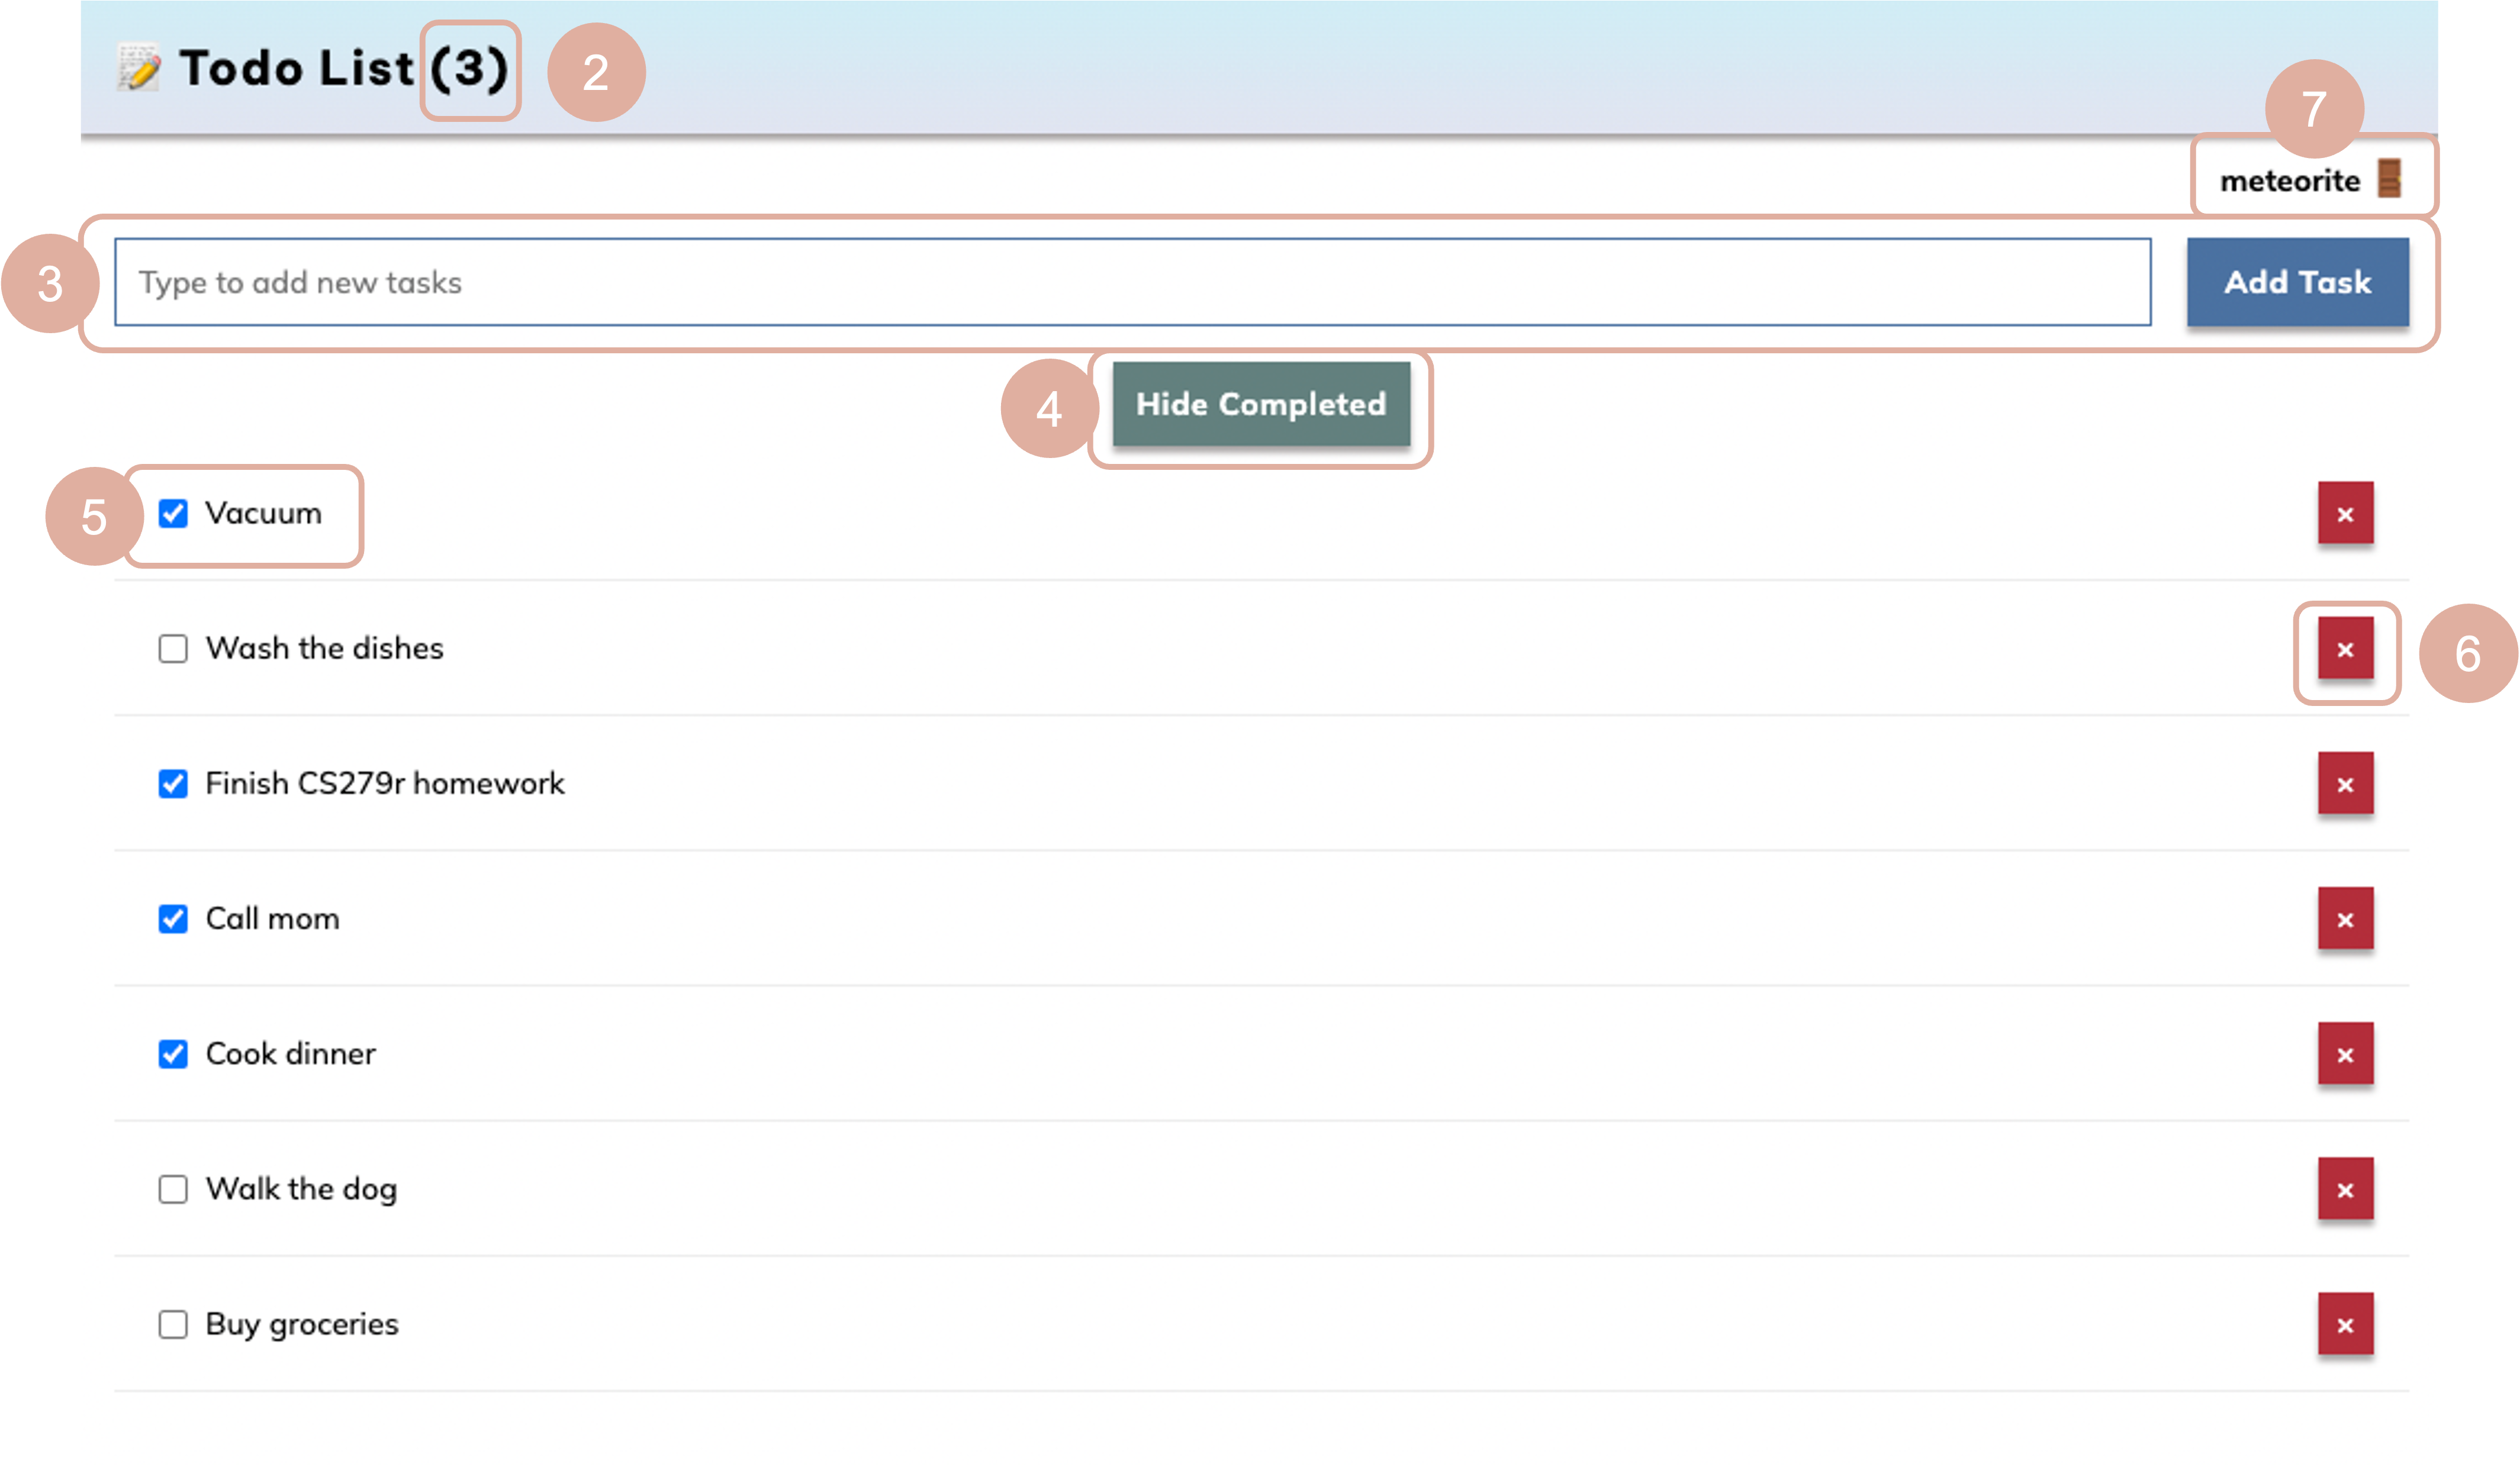 Todo List (3)
2
7
meteorite
3
Type to add new tasks
Add Task
4
Hide Completed
5
Vacuum
×
Wash the dishes
×
6
Finish CS279r homework
×
Call mom
×
Cook dinner
×
Walk the dog
×
Buy groceries
×